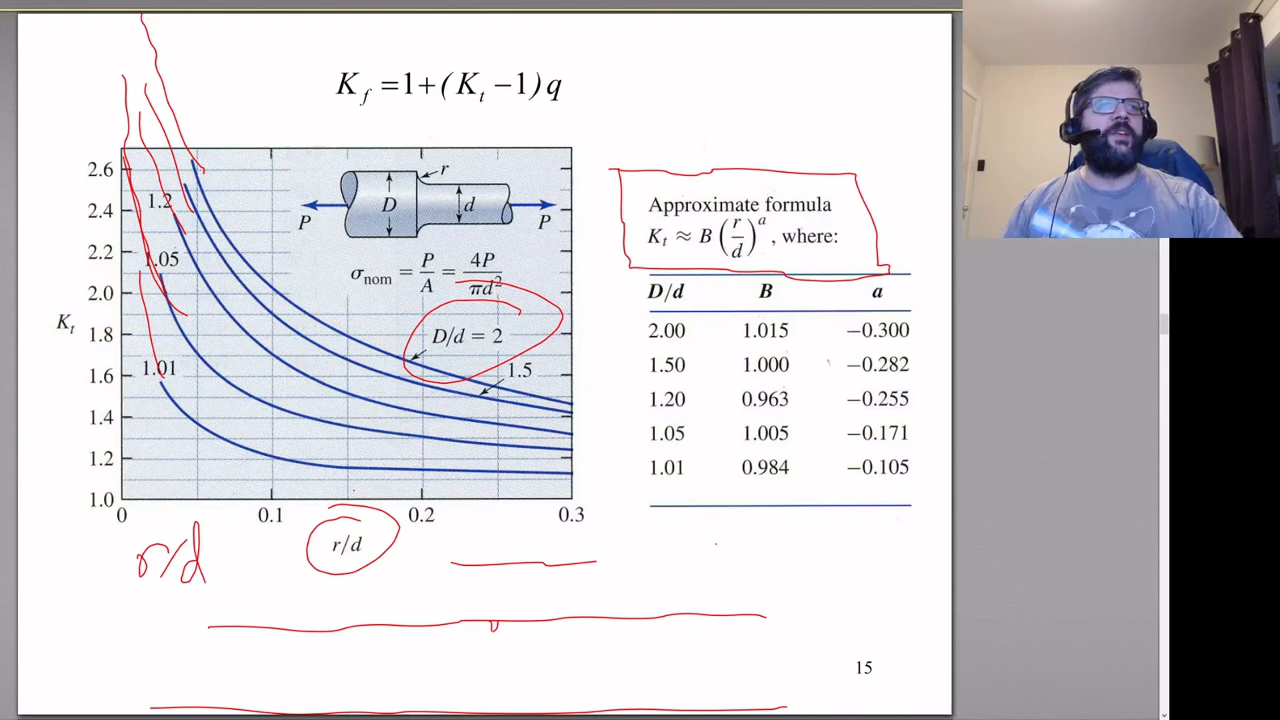 K_f = 1 + (K_t − 1) q
2.6
2.4
2.2
2.0
1.8
1.6
1.4
1.2
1.0
K_t
0
0.1
0.2
0.3
r/d
1.2
1.05
1.01
P
D
r
d
P
σ_nom = P/A = 4P/πd²
D/d = 2
1.5
Approximate formula
K_t ≈ B (r/d)^a, where:
D/d B a
2.00 1.015 −0.300
1.50 1.000 −0.282
1.20 0.963 −0.255
1.05 1.005 −0.171
1.01 0.984 −0.105
r/d
15